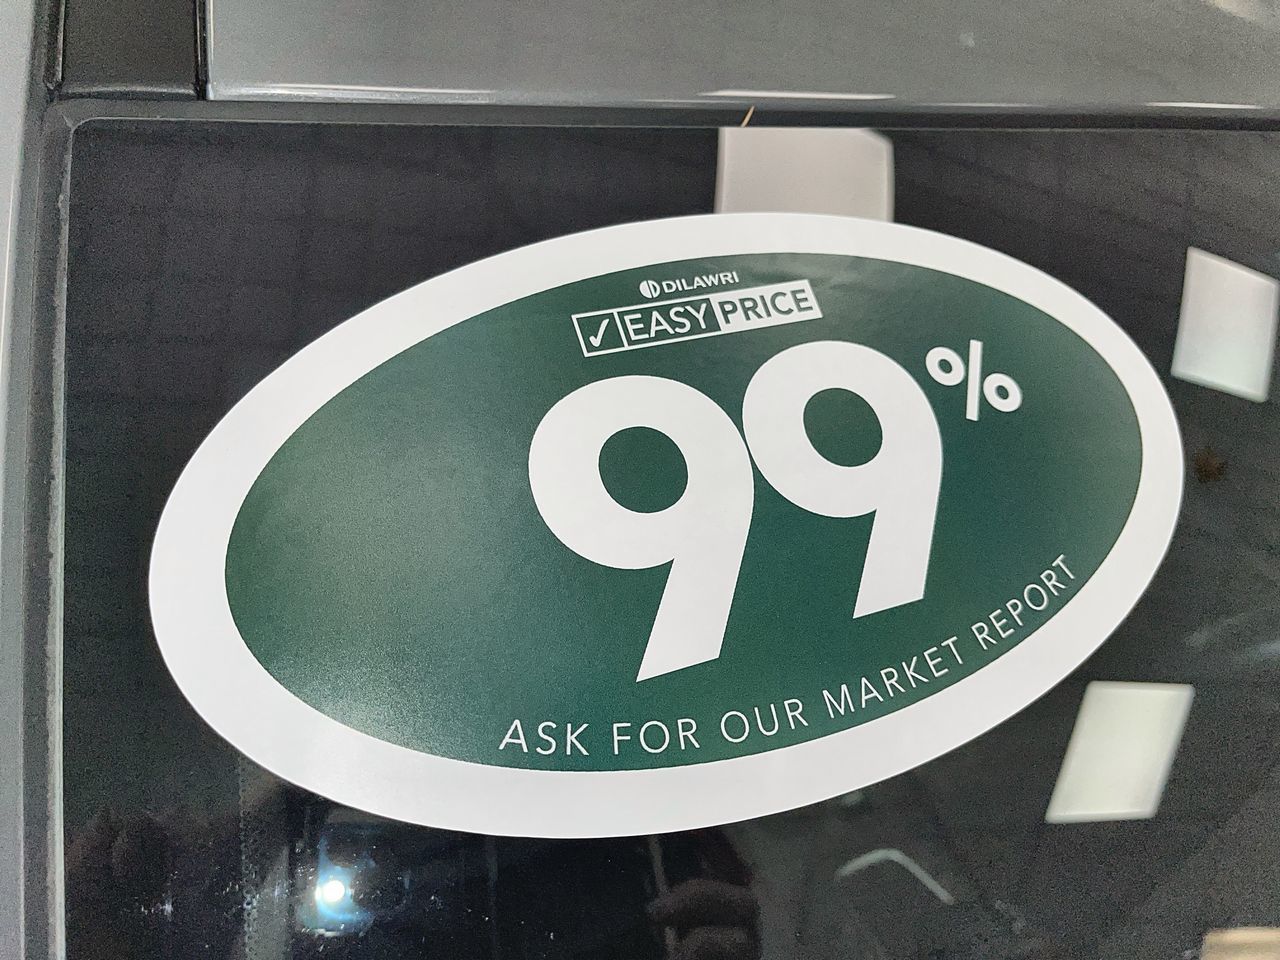 DILAWRI
✓ EASY PRICE
99%
ASK FOR OUR MARKET REPORT